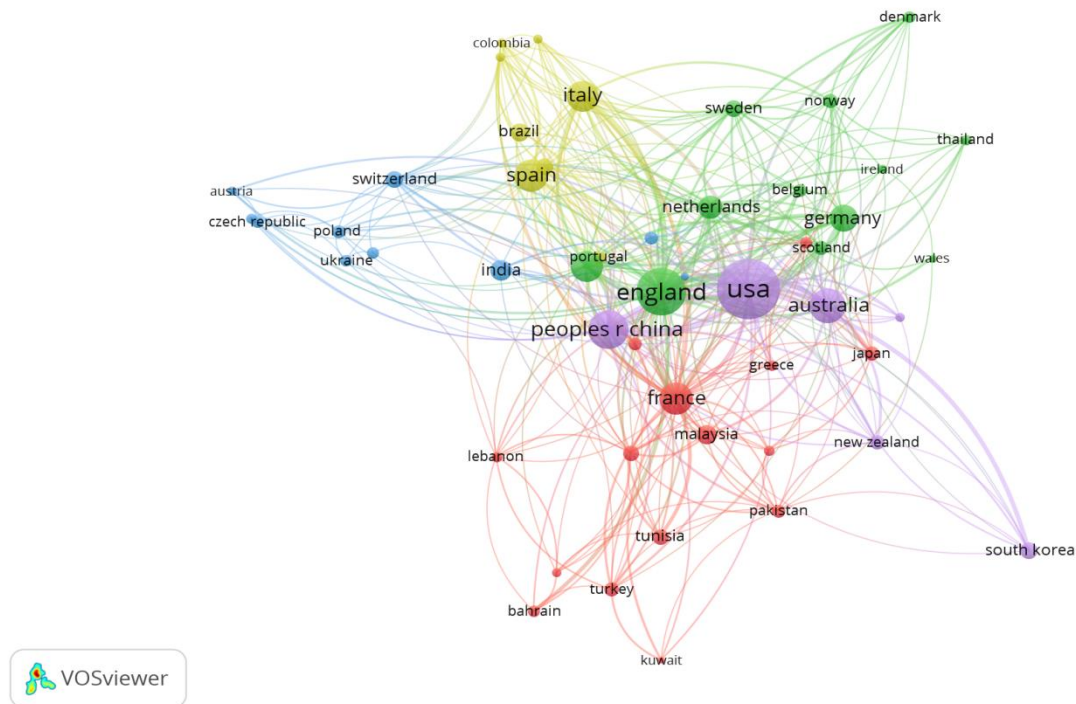 denmark
colombia
italy
sweden
norway
brazil
thailand
ireland
spain
switzerland
belgium
austria
netherlands
germany
czech republic
poland
scotland
portugal
ukraine
india
wales
usa
england
australia
peoples r china
japan
greece
france
malaysia
new zealand
lebanon
pakistan
tunisia
south korea
turkey
bahrain
kuwait
VOSviewer